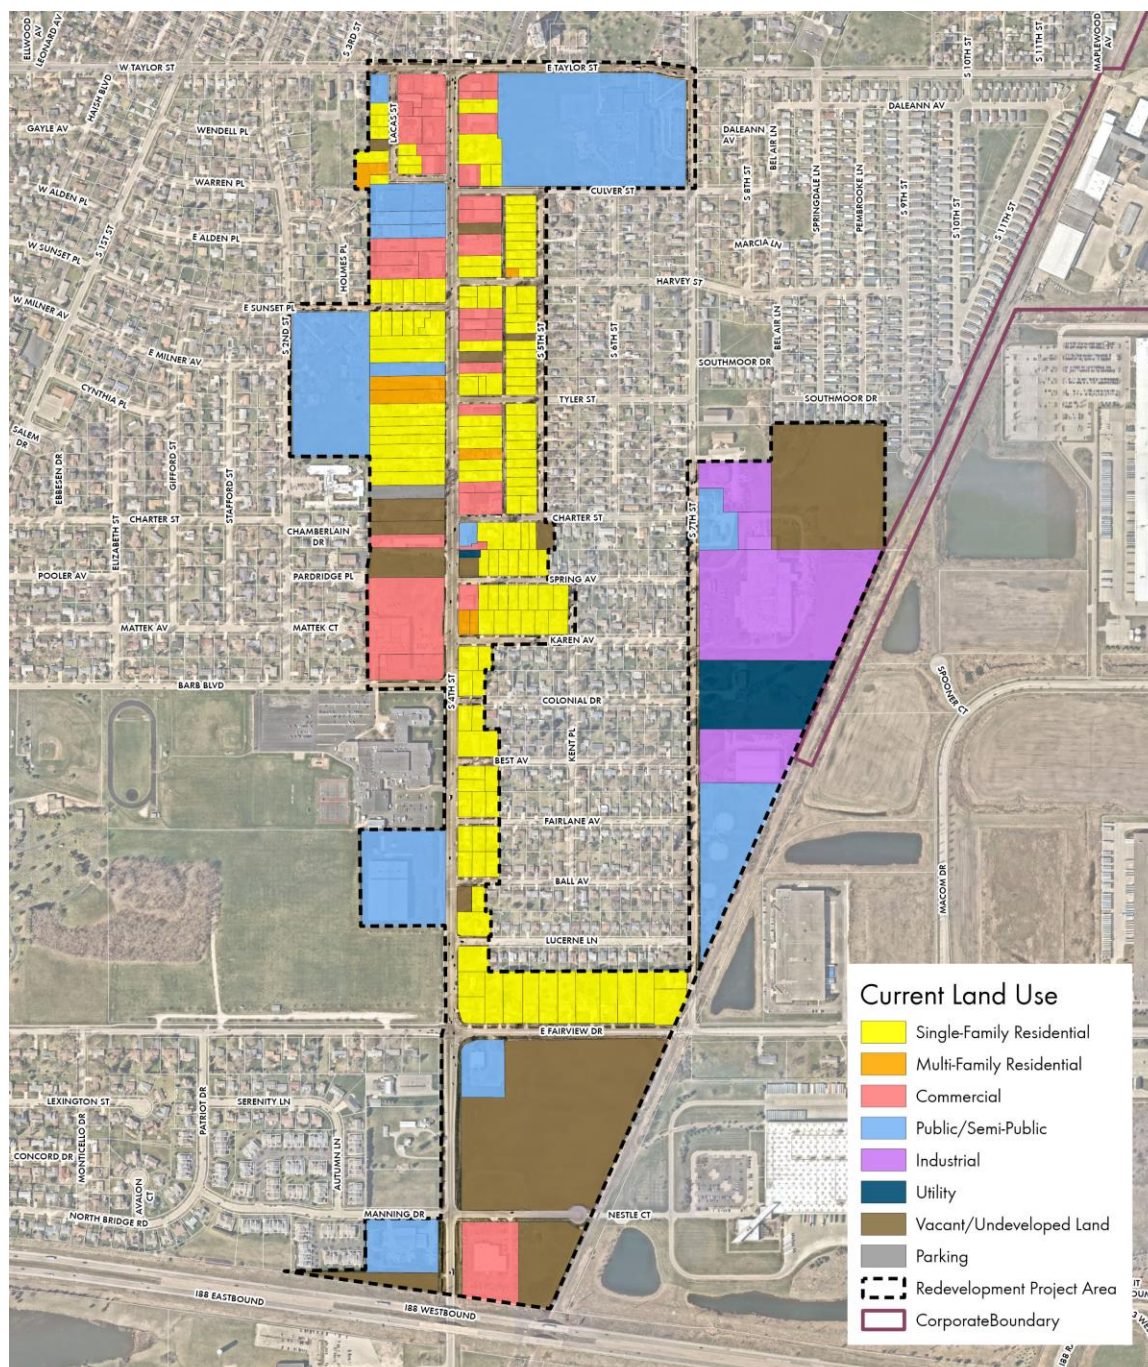 ELLWOOD AV
LEONARD AV
S 3RD ST
W TAYLOR ST
E TAYLOR ST
S 10TH ST
S 11TH ST
MAPLEWOOD AV
HAISH BLVD
LACAS ST
GAYLE AV
WENDELL PL
DALEANN AV
DALEANN AV
BEL AIR LN
WARREN PL
S 8TH ST
SPRINGDALE LN
PEMBROOKE LN
S 9TH ST
S 10TH ST
S 11TH ST
W ALDEN PL
S 1ST ST
E ALDEN PL
CULVER ST
W SUNSET PL
HOLMES PL
MARCIA LN
HARVEY ST
W MILNER AV
E SUNSET PL
S 2ND ST
BEL AIR LN
E MILNER AV
S 5TH ST
S 6TH ST
SOUTHMOOR DR
CYNTHIA PL
TYLER ST
SOUTHMOOR DR
SALEM DR
EBBESEN DR
GIFFORD ST
STAFFORD ST
CHARTER ST
ELIZABETH ST
CHAMBERLAIN DR
CHARTER ST
S 7TH ST
POOLER AV
PARDRIDGE PL
SPRING AV
MATTEK AV
MATTEK CT
KAREN AV
BARB BLVD
S 4TH ST
COLONIAL DR
SPOONER CT
KENT PL
BEST AV
FAIRLANE AV
BALL AV
MACOM DR
LUCERNE LN
E FAIRVIEW DR
LEXINGTON ST
MONTICELLO DR
PATRIOT DR
SERENITY LN
CONCORD DR
AVALON CT
AUTUMN LN
NORTH BRIDGE RD
MANNING DR
NESTLE CT
I88 EASTBOUND
I88 WESTBOUND
Current Land Use
Single-Family Residential
Multi-Family Residential
Commercial
Public/Semi-Public
Industrial
Utility
Vacant/Undeveloped Land
Parking
Redevelopment Project Area
CorporateBoundary